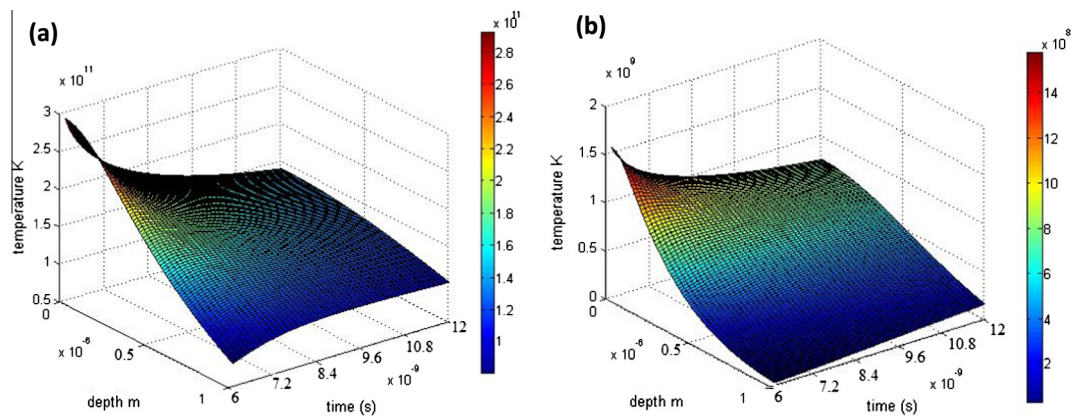 (a)
x 10^11
temperature K
3
2.5
2
1.5
1
0.5
0
0.5
1
x 10^-6
depth m
6
7.2
8.4
9.6
10.8
12
x 10^-9
time (s)
x 10^11
2.8
2.6
2.4
2.2
2
1.8
1.6
1.4
1.2
1
(b)
x 10^9
temperature K
2
1.5
1
0.5
0
0
0.5
1
x 10^-6
depth m
6
7.2
8.4
9.6
10.8
12
x 10^-9
time (s)
x 10^8
14
12
10
8
6
4
2